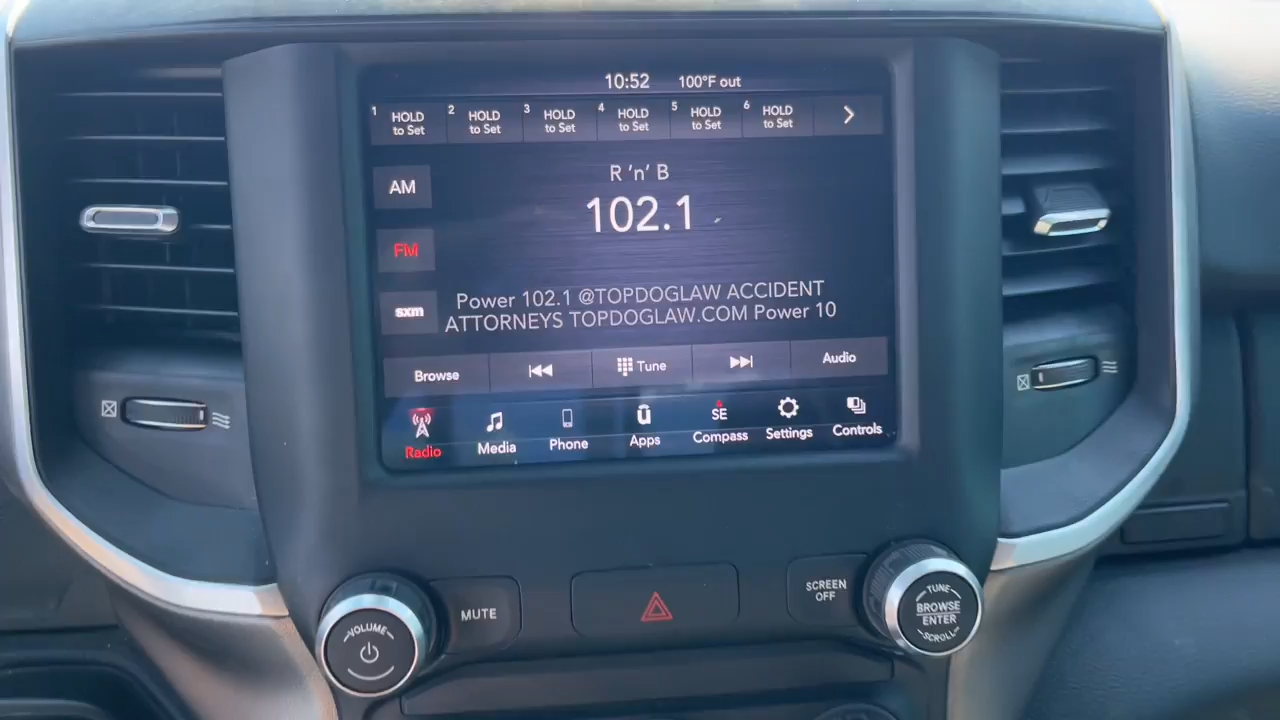 10:52 100°F out
1 HOLD to Set
2 HOLD to Set
3 HOLD to Set
4 HOLD to Set
5 HOLD to Set
6 HOLD to Set
R 'n' B
AM
102.1
FM
sxm
Power 102.1 @TOPDOGLAW ACCIDENT
ATTORNEYS TOPDOGLAW.COM Power 10
Browse
Tune
Audio
Radio
Media
Phone
Apps
SE
Compass
Settings
Controls
VOLUME
MUTE
SCREEN
OFF
TUNE
BROWSE
ENTER
SCROLL